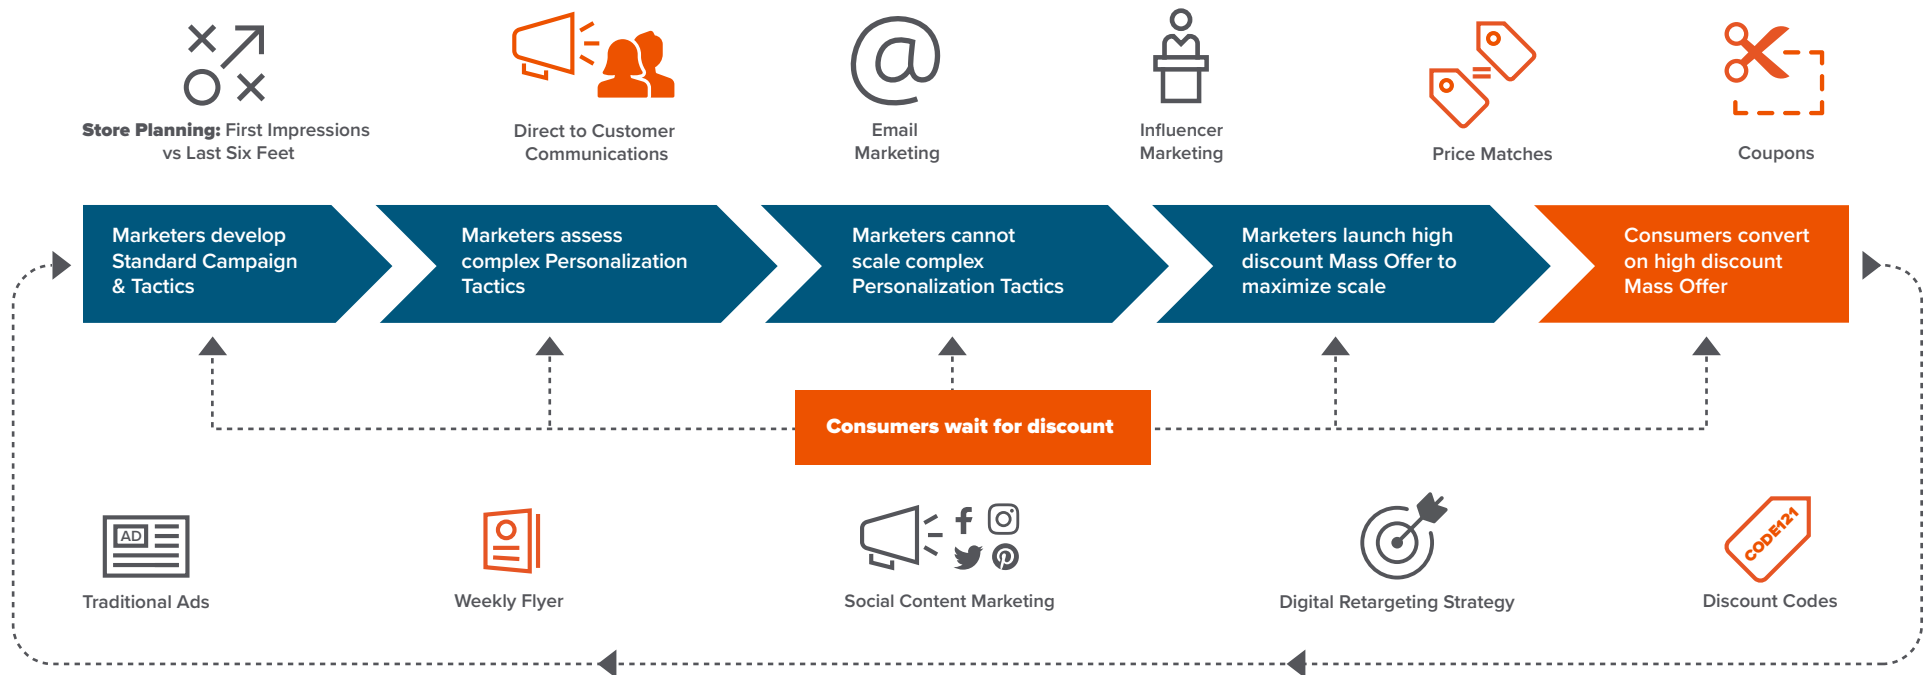 Store Planning: First Impressions
vs Last Six Feet
Direct to Customer
Communications
Email
Marketing
Influencer
Marketing
Price Matches
Coupons
Marketers develop
Standard Campaign
& Tactics
Marketers assess
complex Personalization
Tactics
Marketers cannot
scale complex
Personalization Tactics
Marketers launch high
discount Mass Offer to
maximize scale
Consumers convert
on high discount
Mass Offer
Consumers wait for discount
AD
Traditional Ads
Weekly Flyer
Social Content Marketing
Digital Retargeting Strategy
CODE121
Discount Codes